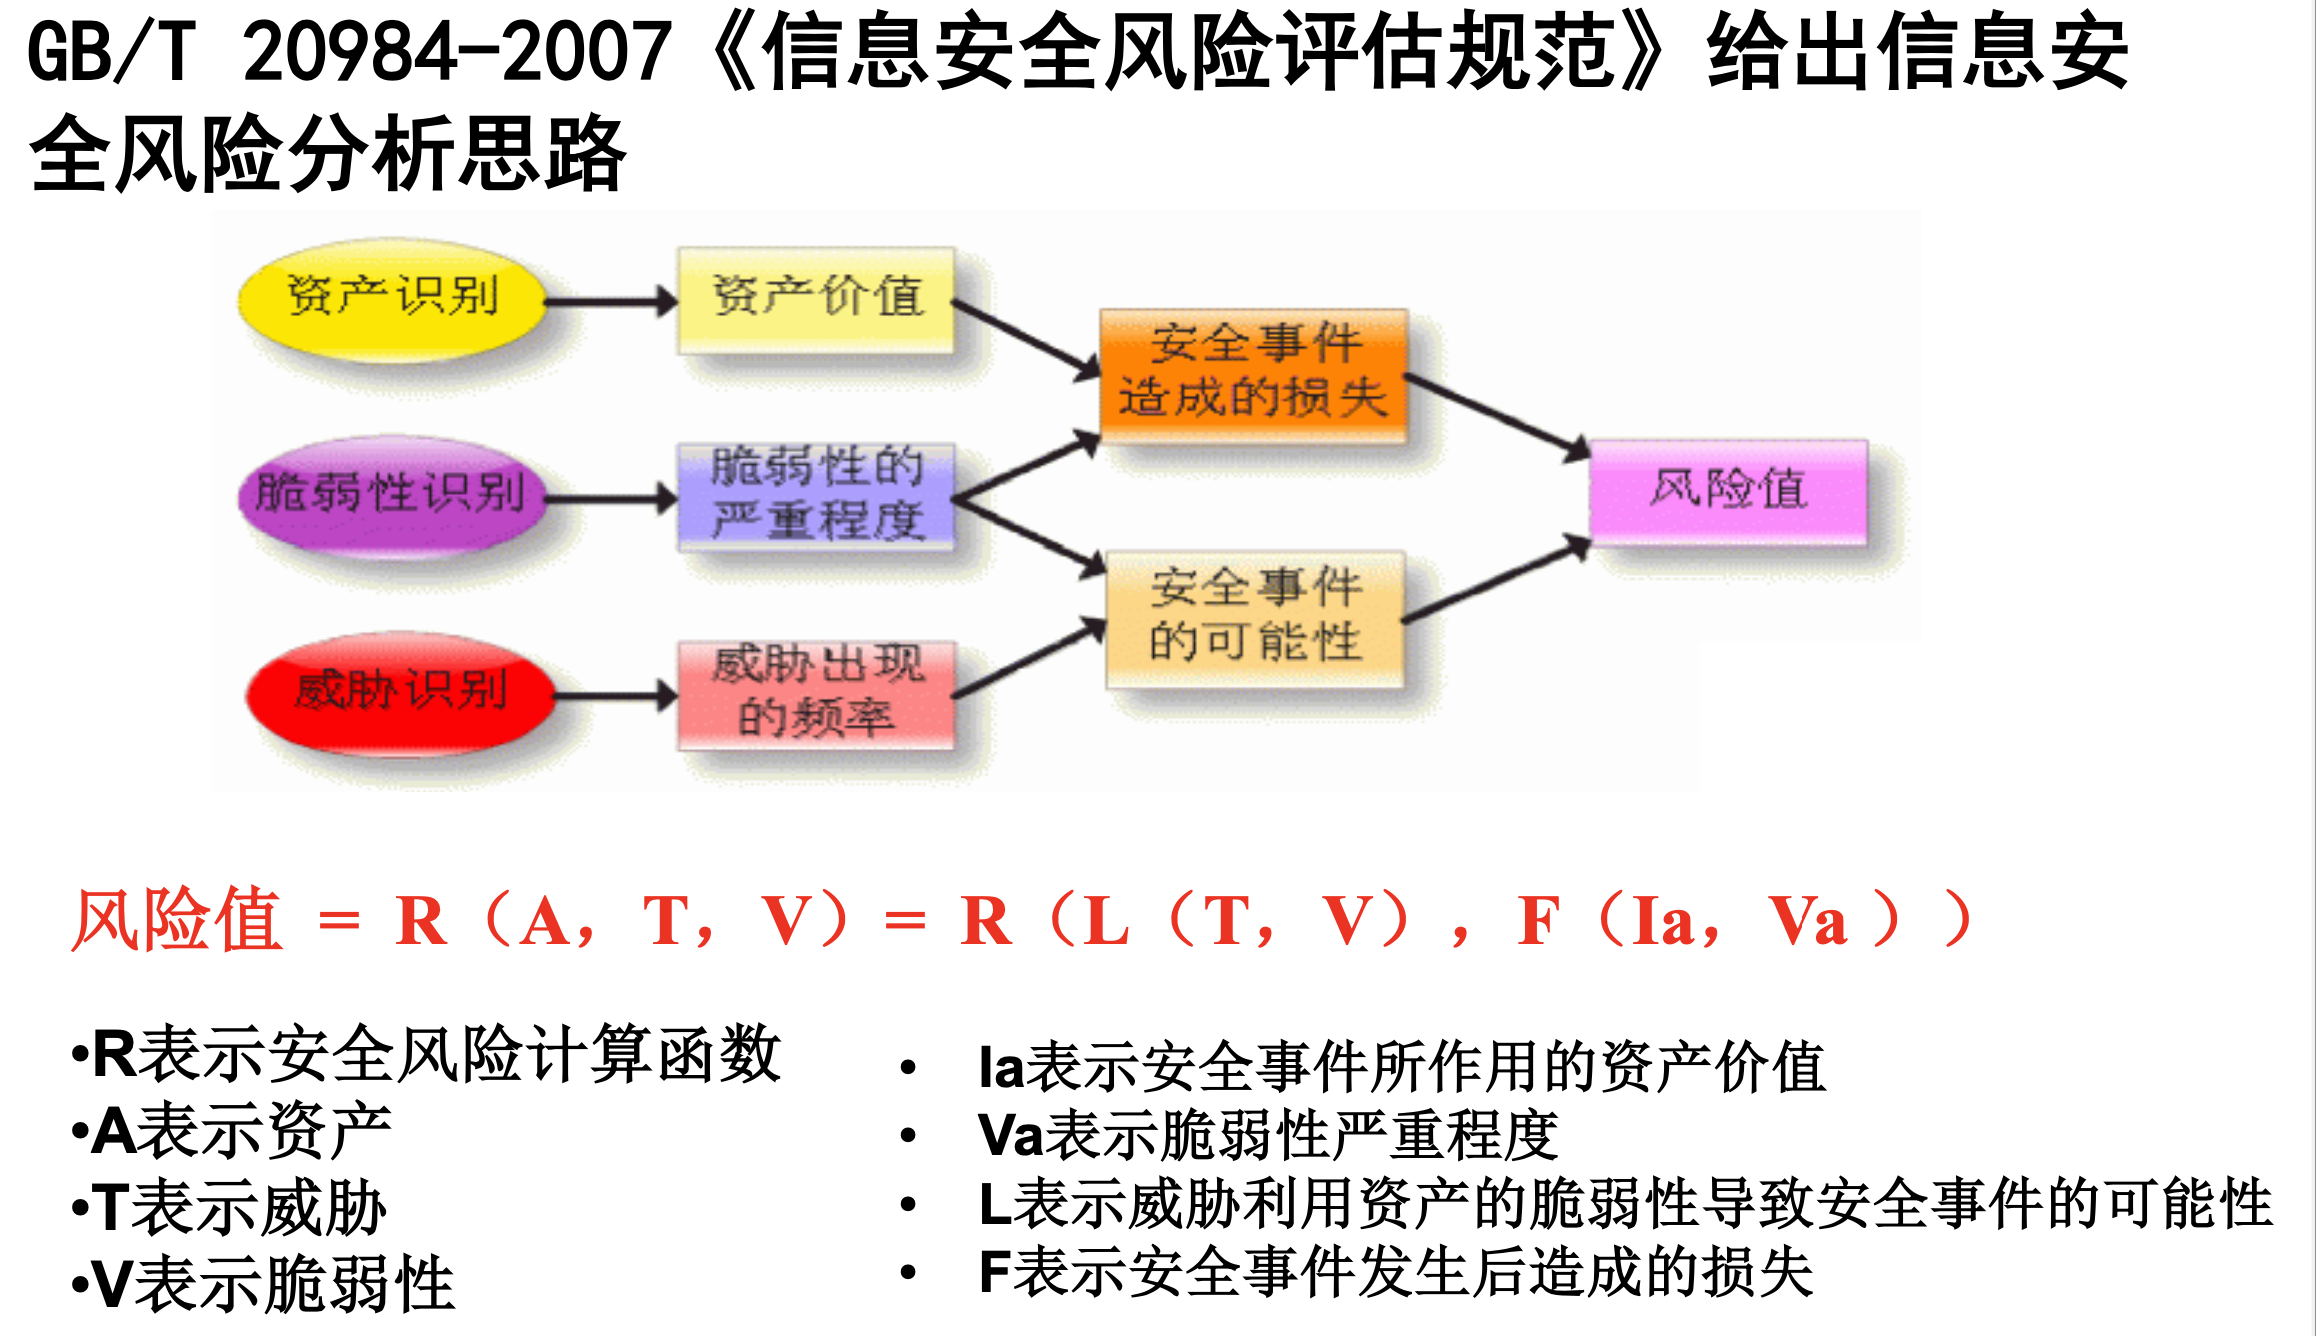 GB/T 20984-2007《信息安全风险评估规范》给出信息安
全风险分析思路
资产识别
资产价值
安全事件
造成的损失
脆弱性识别
脆弱性的
严重程度
风险值
安全事件
的可能性
威胁识别
威胁出现
的频率
风险值 = R（A，T，V）= R（L（T，V），F（Ia，Va ））
•R表示安全风险计算函数
•A表示资产
•T表示威胁
•V表示脆弱性
• Ia表示安全事件所作用的资产价值
• Va表示脆弱性严重程度
• L表示威胁利用资产的脆弱性导致安全事件的可能性
• F表示安全事件发生后造成的损失